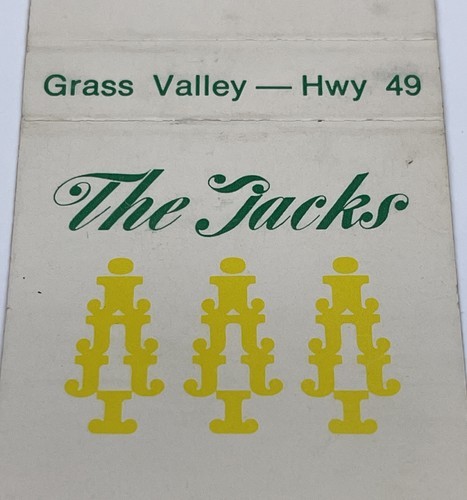 Grass Valley — Hwy 49
The Jacks